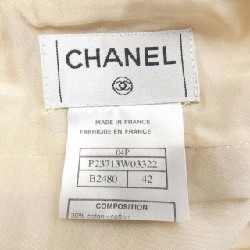 CHANEL
MADE IN FRANCE
FABRIQUE EN FRANCE
04P
P23713W03322
B2480 42
COMPOSITION